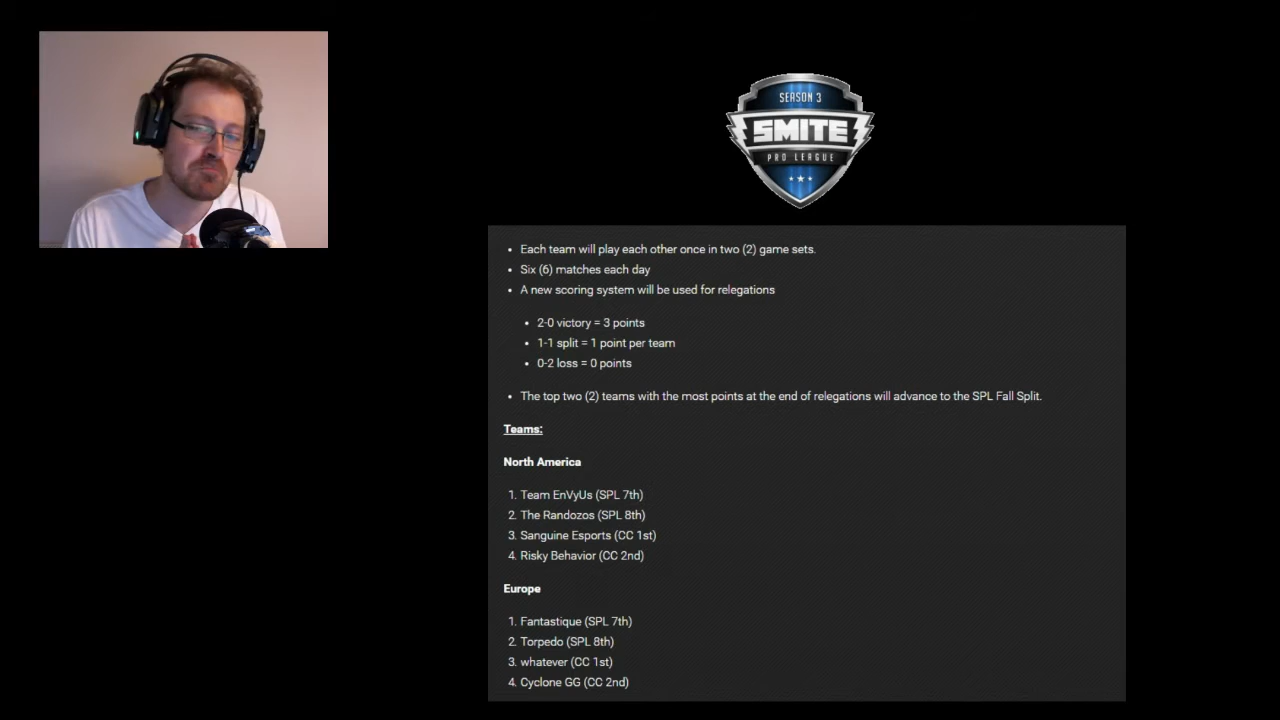 SEASON 3
SMITE
PRO LEAGUE
Each team will play each other once in two (2) game sets.
Six (6) matches each day
A new scoring system will be used for relegations
2-0 victory = 3 points
1-1 split = 1 point per team
0-2 loss = 0 points
The top two (2) teams with the most points at the end of relegations will advance to the SPL Fall Split.
Teams:
North America
1. Team EnVyUs (SPL 7th)
2. The Randozos (SPL 8th)
3. Sanguine Esports (CC 1st)
4. Risky Behavior (CC 2nd)
Europe
1. Fantastique (SPL 7th)
2. Torpedo (SPL 8th)
3. whatever (CC 1st)
4. Cyclone GG (CC 2nd)